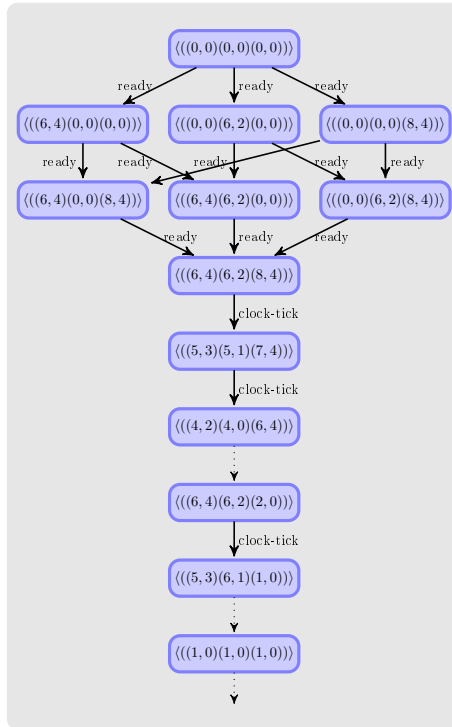 ⟨((0,0)(0,0)(0,0))⟩
ready ready ready
⟨((6,4)(0,0)(0,0))⟩ ⟨((0,0)(6,2)(0,0))⟩ ⟨((0,0)(0,0)(8,4))⟩
ready ready ready ready ready
⟨((6,4)(0,0)(8,4))⟩ ⟨((6,4)(6,2)(0,0))⟩ ⟨((0,0)(6,2)(8,4))⟩
ready ready ready
⟨((6,4)(6,2)(8,4))⟩
clock-tick
⟨((5,3)(5,1)(7,4))⟩
clock-tick
⟨((4,2)(4,0)(6,4))⟩
⟨((6,4)(6,2)(2,0))⟩
clock-tick
⟨((5,3)(6,1)(1,0))⟩
⟨((1,0)(1,0)(1,0))⟩